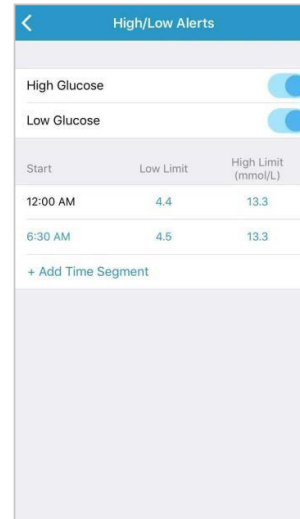 High/Low Alerts
High Glucose
Low Glucose
Start Low Limit High Limit
(mmol/L)
12:00 AM 4.4 13.3
6:30 AM 4.5 13.3
+ Add Time Segment